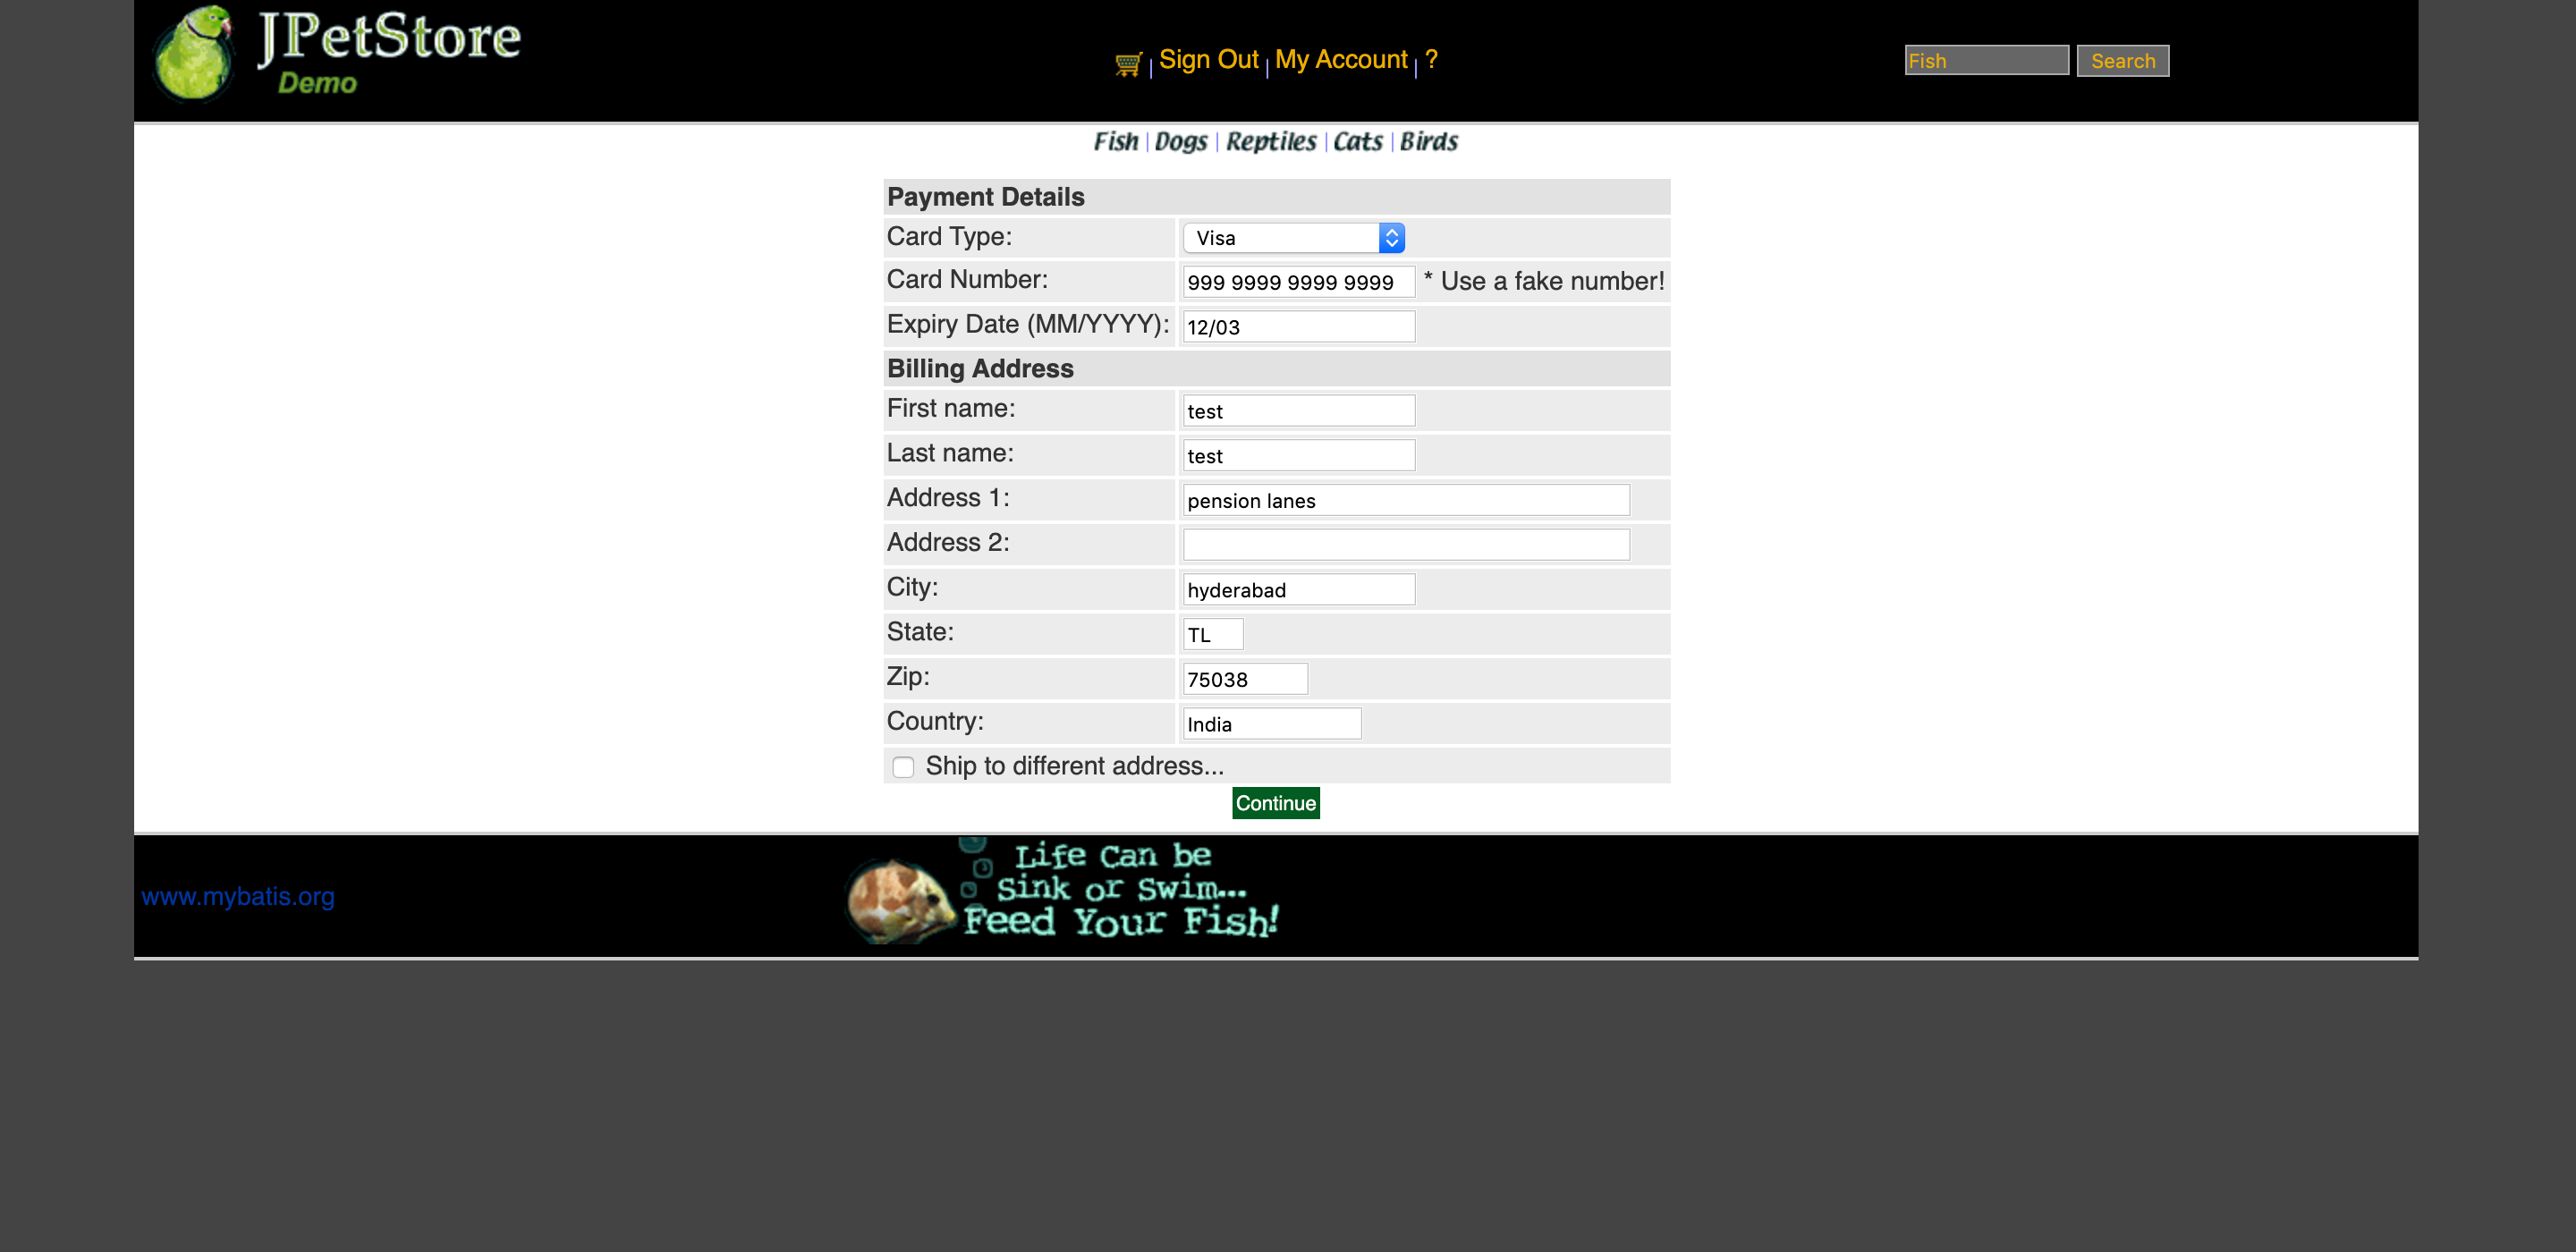 JPetStore
Demo
| Sign Out | My Account | ?
Fish Search
Fish | Dogs | Reptiles | Cats | Birds
Payment Details
Card Type: Visa
Card Number: 999 9999 9999 9999 * Use a fake number!
Expiry Date (MM/YYYY): 12/03
Billing Address
First name: test
Last name: test
Address 1: pension lanes
Address 2:
City: hyderabad
State: TL
Zip: 75038
Country: India
Ship to different address...
Continue
www.mybatis.org
Life Can be
Sink or Swim...
Feed Your Fish!